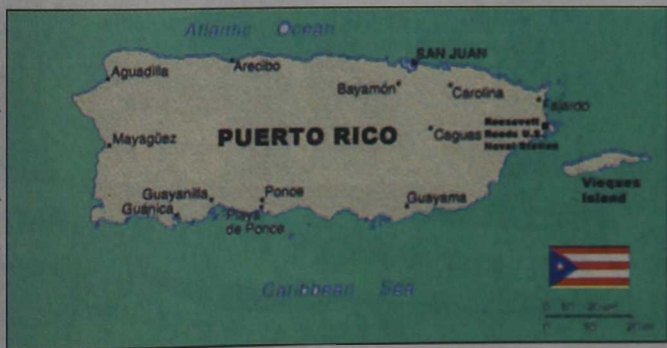 Atlantic Ocean
SAN JUAN
Aguadilla
Arecibo
Bayamón
Carolina
Fajardo
Roosevelt
Roads U.S.
Naval Station
Mayagüez
PUERTO RICO
Caguas
Vieques
Island
Guayanilla
Ponce
Guayama
Guánica
Playa
de Ponce
Caribbean Sea